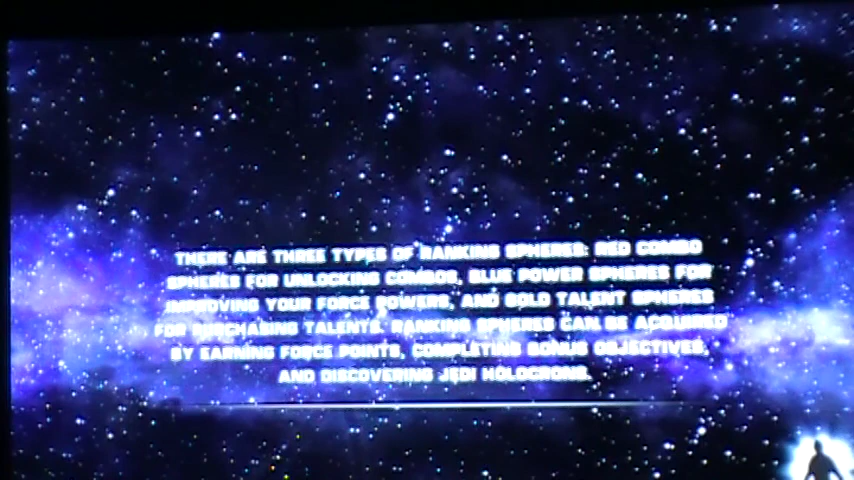 THERE ARE THREE TYPES OF RANKING SPHERES: RED COMBO
SPHERES FOR UNLOCKING COMBOS, BLUE POWER SPHERES FOR
IMPROVING YOUR FORCE POWERS, AND GOLD TALENT SPHERES
FOR PURCHASING TALENTS. RANKING SPHERES CAN BE ACQUIRED
BY EARNING FORCE POINTS, COMPLETING BONUS OBJECTIVES,
AND DISCOVERING JEDI HOLOCRONS.